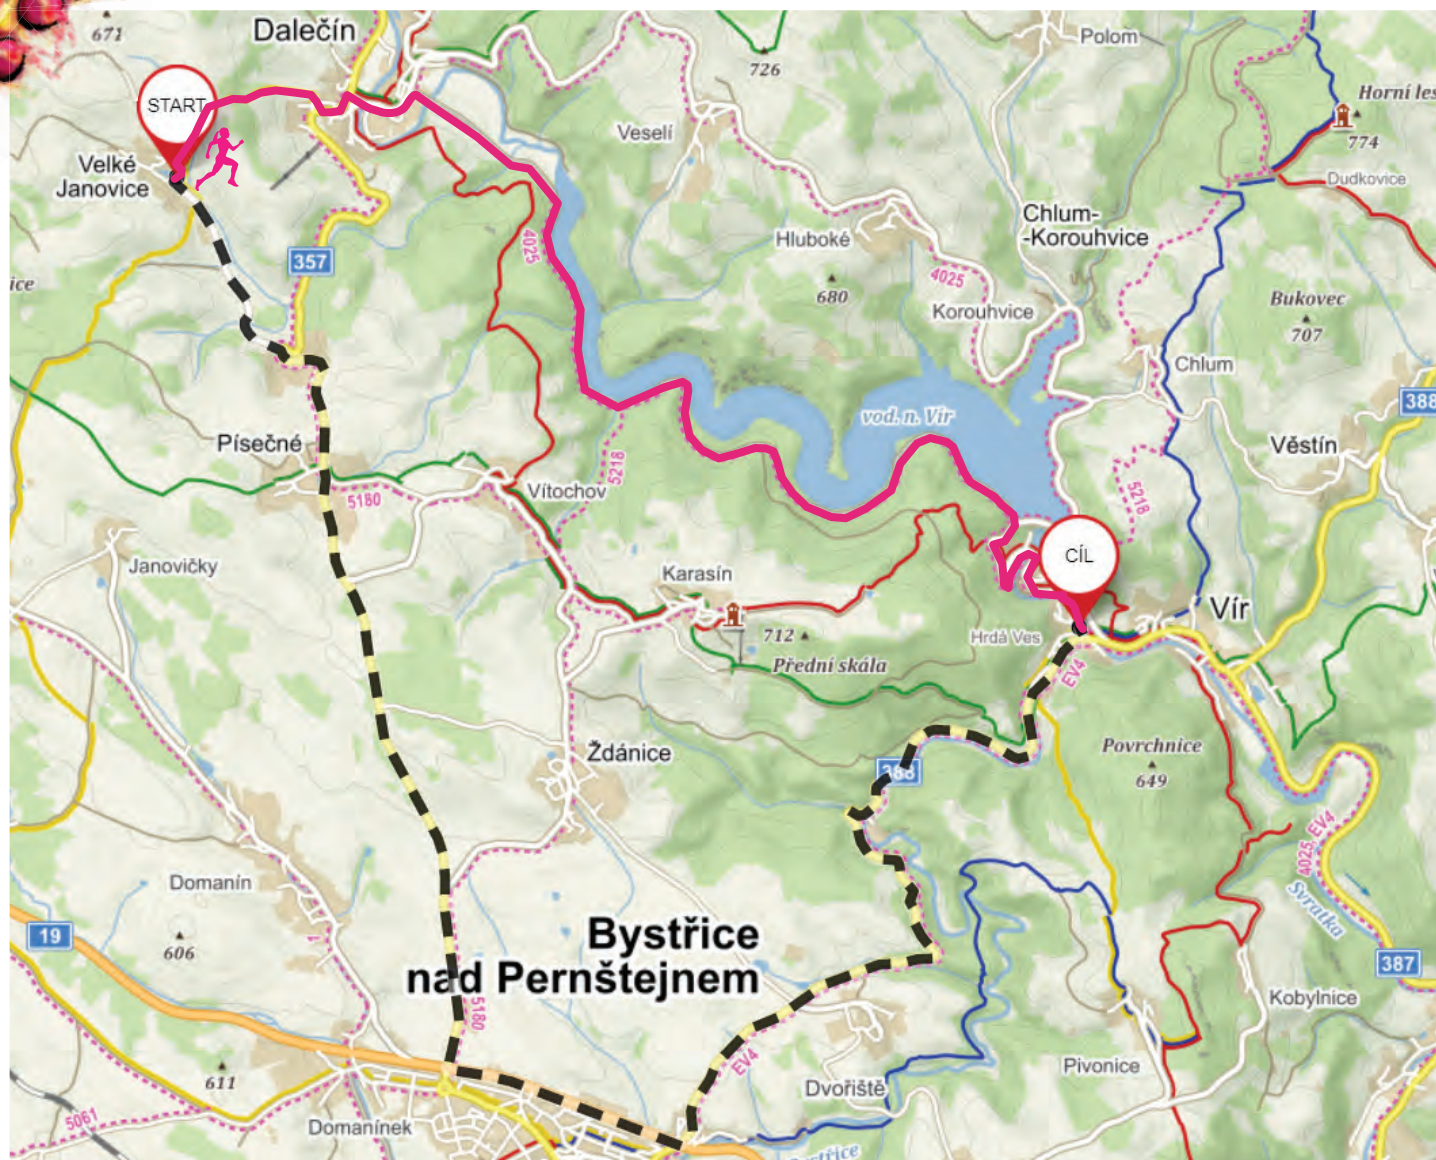 671
Dalečín
726
Polom
Horní les
774
START
Veselí
Velké
Janovice
Dudkovice
Chlum-
-Korouhvice
Hluboké
357
4025
4025
680
Korouhvice
Bukovec
707
ice
Chlum
388
vod. n. Vír
Písečné
Věstín
5218
5180
Vítochov
5218
CÍL
Janovičky
Karasín
Vír
712
Hrdá Ves
Přední skála
EV4
Povrchnice
649
Ždánice
388
4025 EV4
Domanín
Svratka
19
606
Bystřice
nad Pernštejnem
387
5180
Kobylnice
EV4
611
Pivonice
Dvořiště
5061
Domanínek